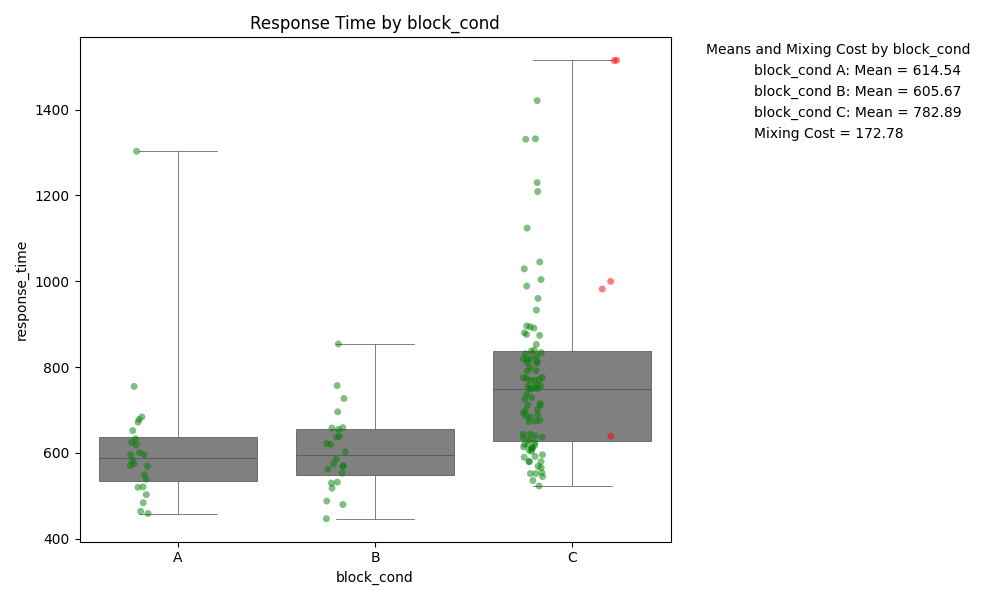 Response Time by block_cond
Means and Mixing Cost by block_cond
block_cond A: Mean = 614.54
block_cond B: Mean = 605.67
block_cond C: Mean = 782.89
Mixing Cost = 172.78
response_time
1400
1200
1000
800
600
400
A B C
block_cond